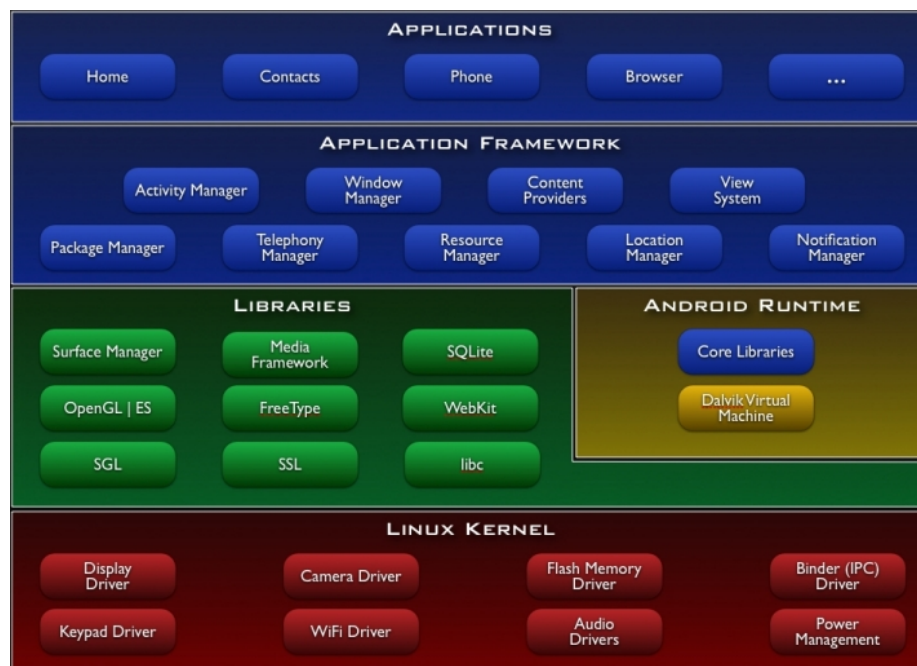 APPLICATIONS
Home
Contacts
Phone
Browser
...
APPLICATION FRAMEWORK
Activity Manager
Window
Manager
Content
Providers
View
System
Package Manager
Telephony
Manager
Resource
Manager
Location
Manager
Notification
Manager
LIBRARIES
Surface Manager
Media
Framework
SQLite
OpenGL | ES
FreeType
WebKit
SGL
SSL
libc
ANDROID RUNTIME
Core Libraries
Dalvik Virtual
Machine
LINUX KERNEL
Display
Driver
Camera Driver
Flash Memory
Driver
Binder (IPC)
Driver
Keypad Driver
WiFi Driver
Audio
Drivers
Power
Management